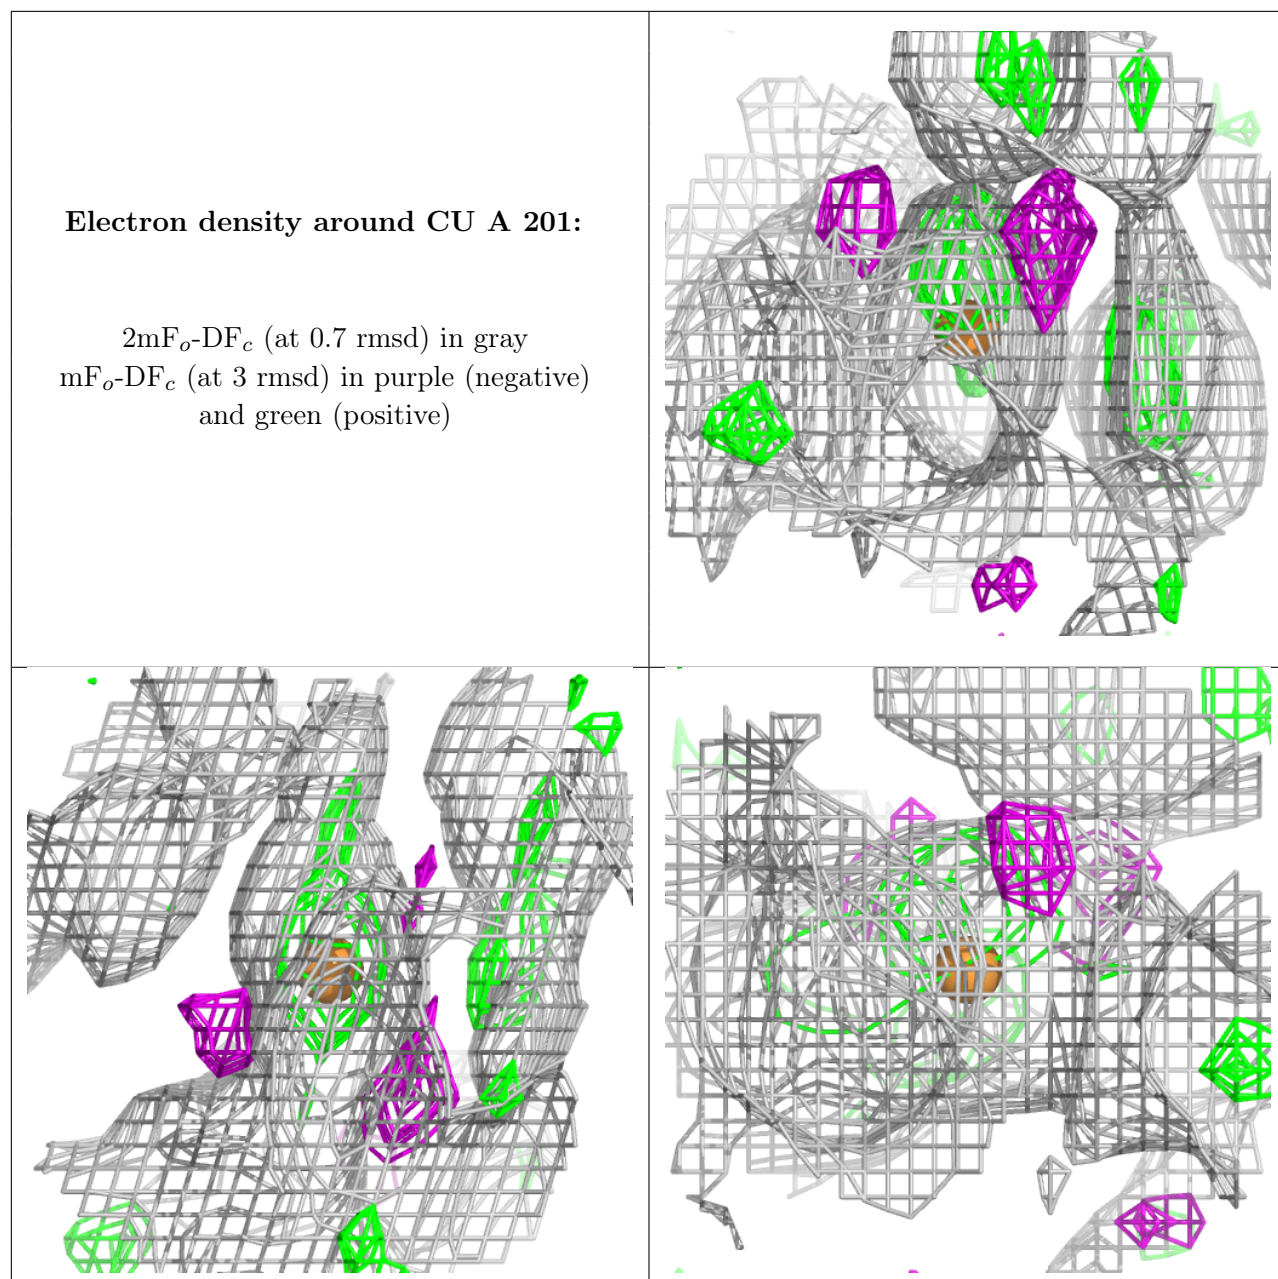 Electron density around CU A 201:
2mFo-DFc (at 0.7 rmsd) in gray
mFo-DFc (at 3 rmsd) in purple (negative)
and green (positive)